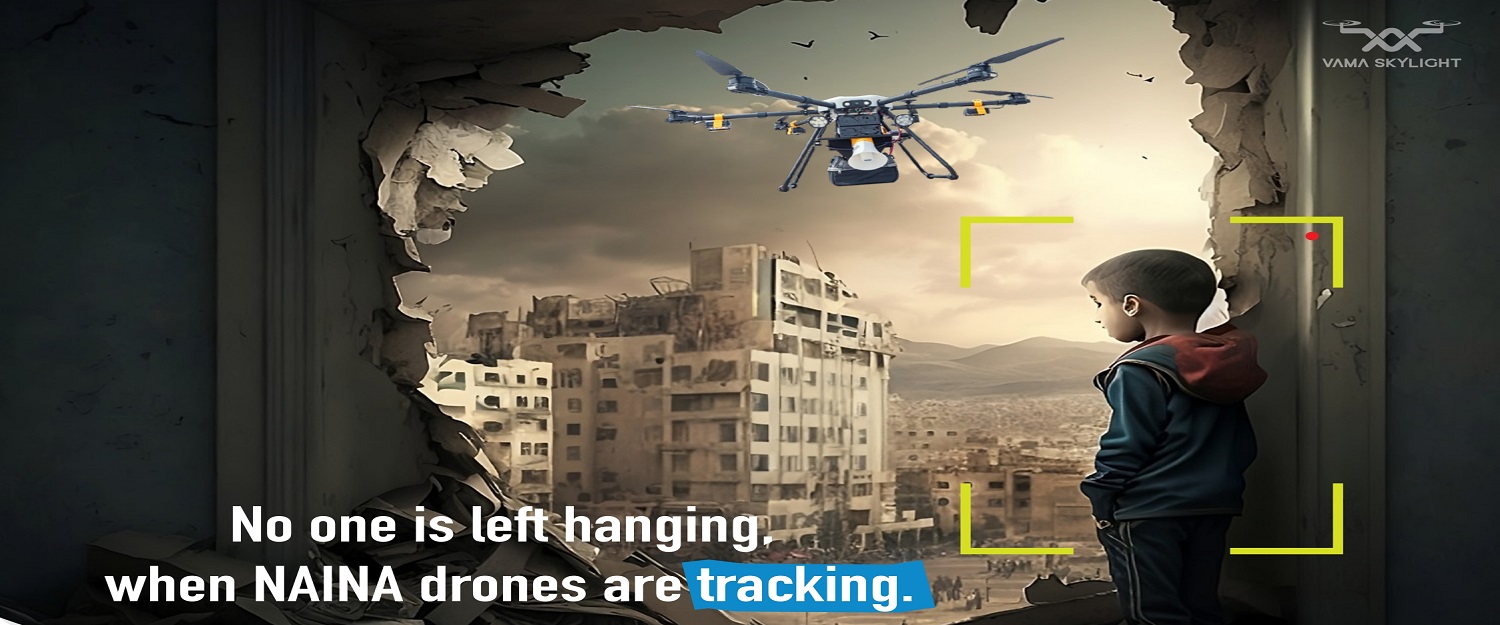 VAMA SKYLIGHT
No one is left hanging,
when NAINA drones are tracking.